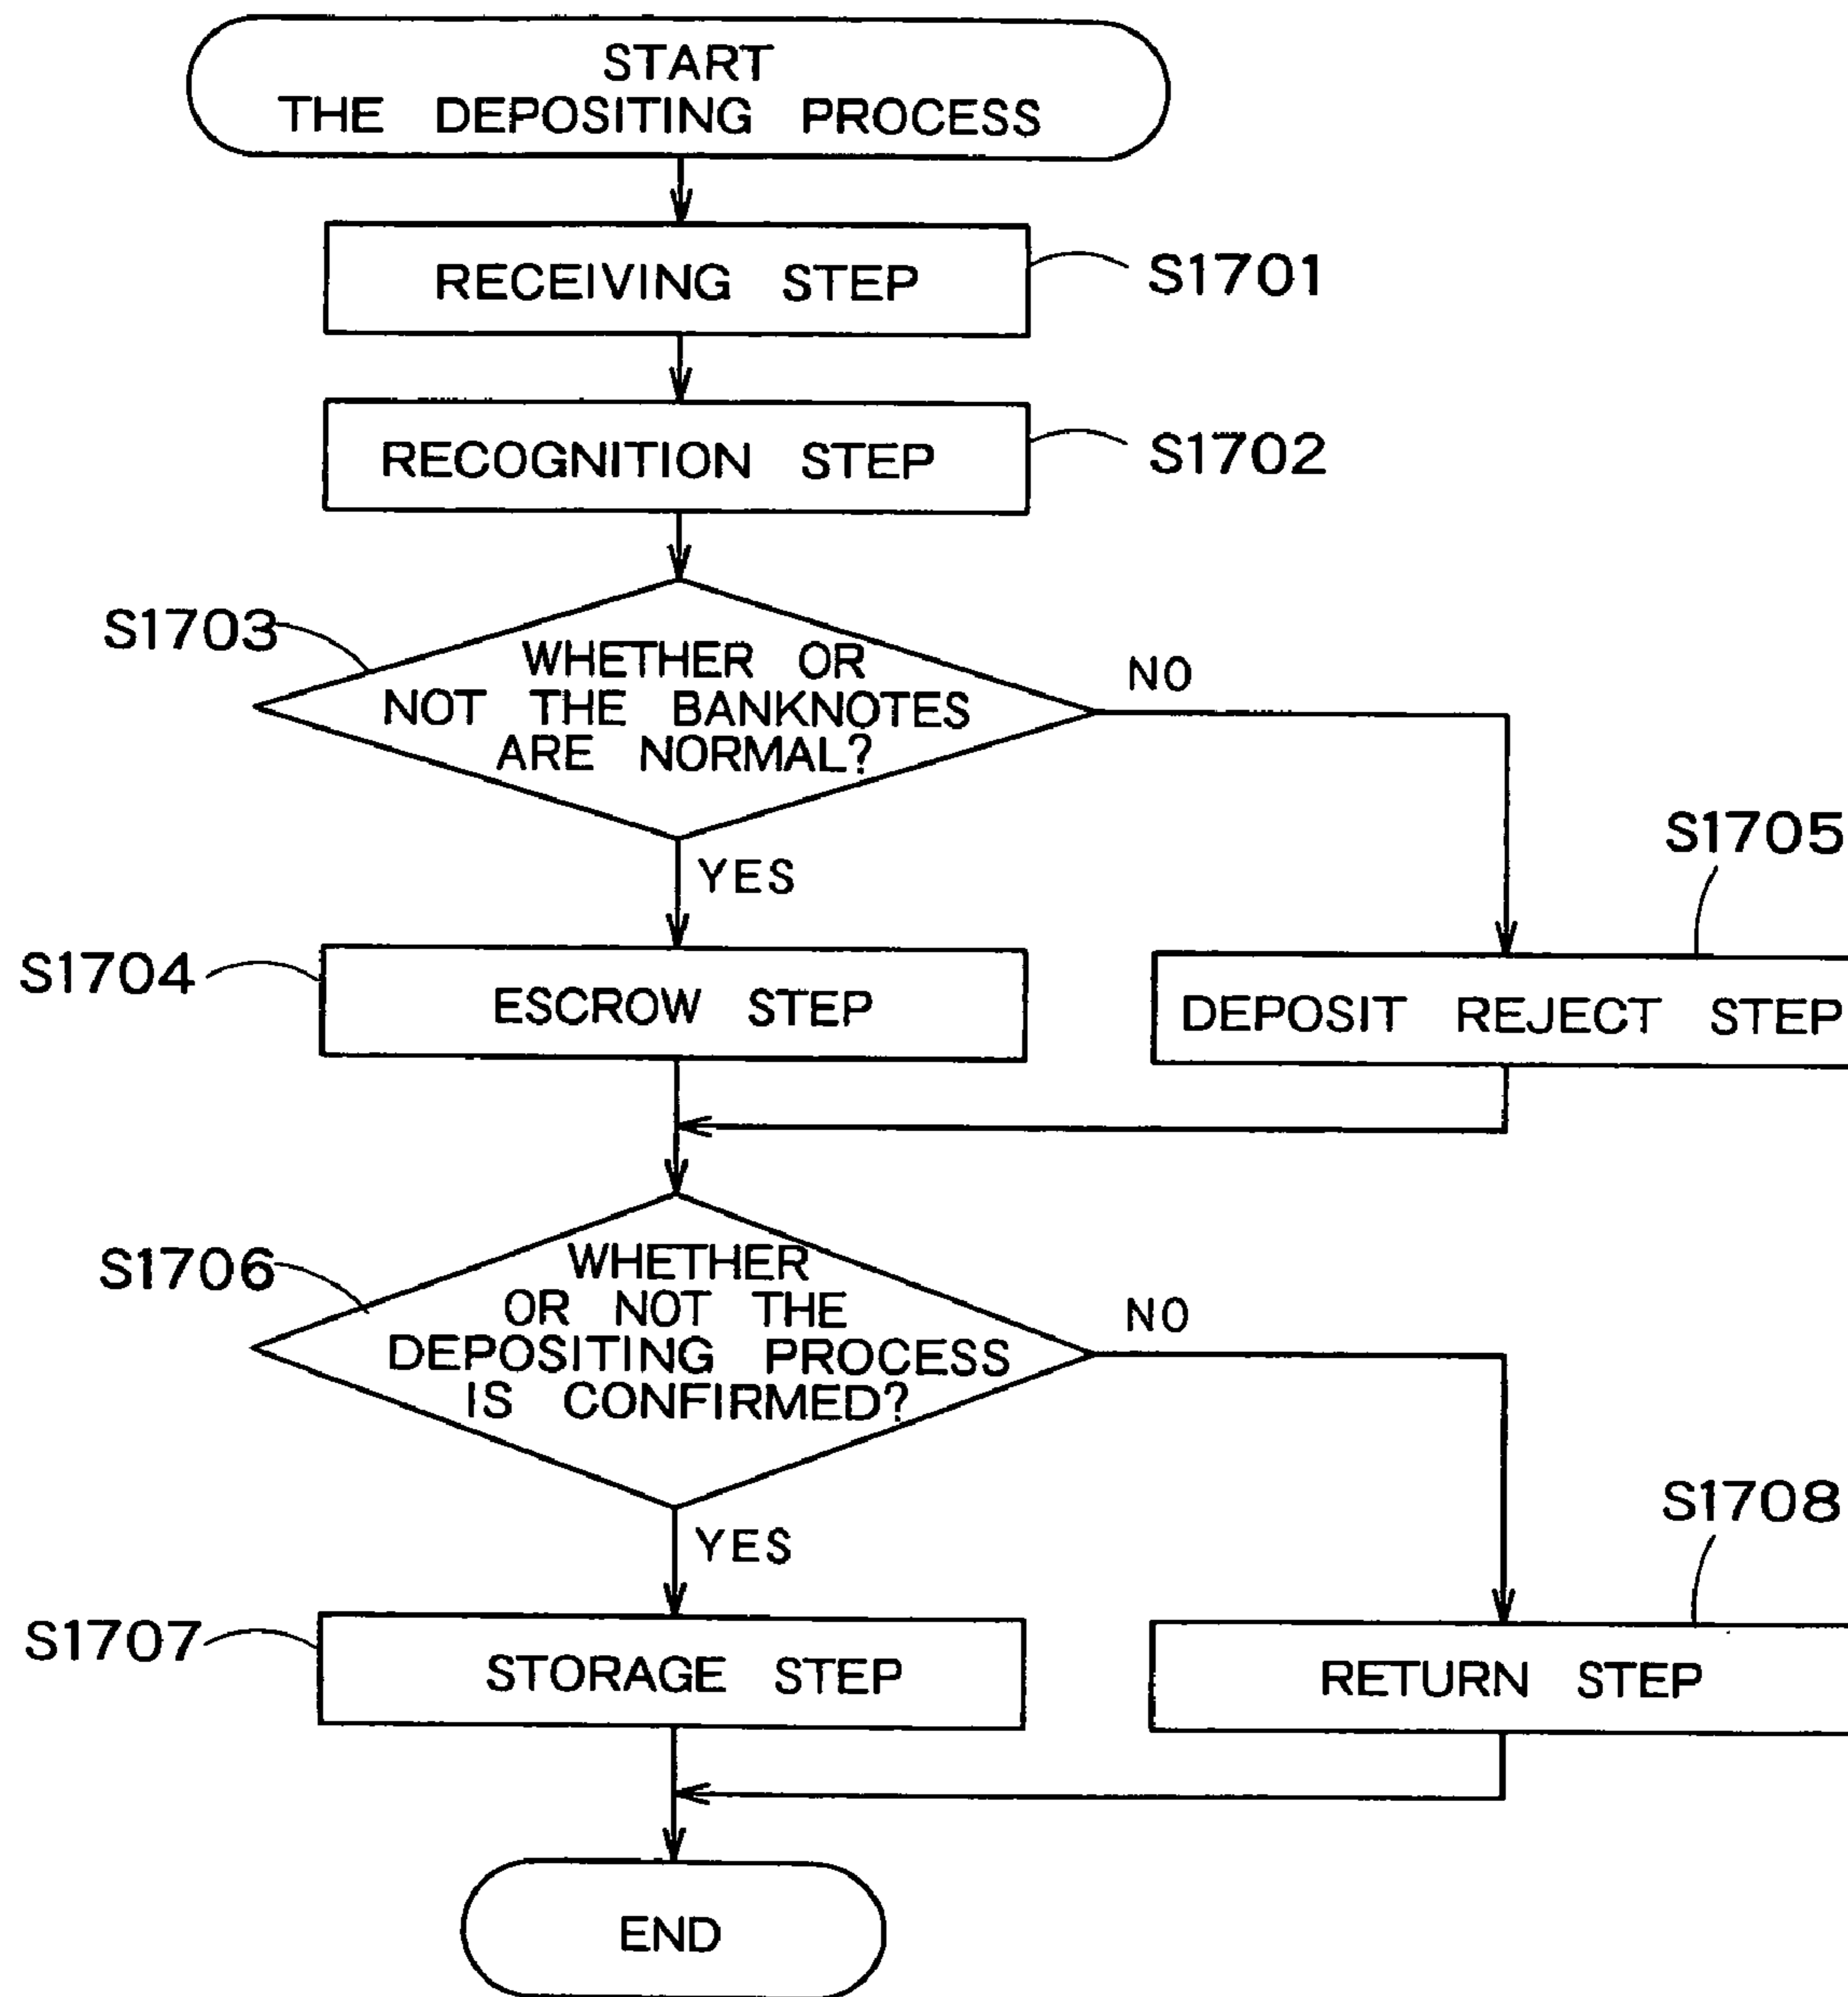 START
THE DEPOSITING PROCESS
RECEIVING STEP
S1701
RECOGNITION STEP
S1702
S1703
WHETHER OR
NOT THE BANKNOTES
ARE NORMAL?
NO
YES
S1705
S1704
ESCROW STEP
DEPOSIT REJECT STEP
S1706
WHETHER
OR NOT THE
DEPOSITING PROCESS
IS CONFIRMED?
NO
YES
S1708
S1707
STORAGE STEP
RETURN STEP
END